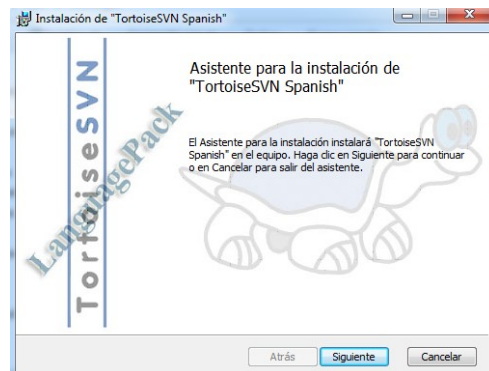 Instalación de "TortoiseSVN Spanish"
TortoiseSVN
LanguagePack
Asistente para la instalación de
"TortoiseSVN Spanish"
El Asistente para la instalación instalará "TortoiseSVN
Spanish" en el equipo. Haga clic en Siguiente para continuar
o en Cancelar para salir del asistente.
Atrás
Siguiente
Cancelar